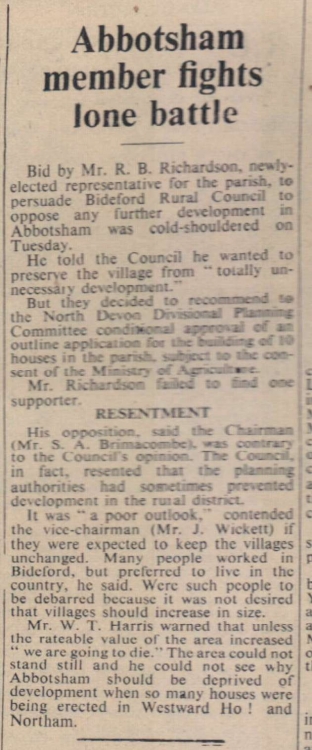 Abbotsham
member fights
lone battle
Bid by Mr. R. B. Richardson, newly-
elected representative for the parish, to
persuade Bideford Rural Council to
oppose any further development in
Abbotsham was cold-shouldered on
Tuesday.
He told the Council he wanted to
preserve the village from " totally un-
necessary development."
But they decided to recommend to
the North Devon Divisional Planning
Committee conditional approval of an
outline application for the building of 10
houses in the parish, subject to the con-
sent of the Ministry of Agriculture.
Mr. Richardson failed to find one
supporter.
RESENTMENT
His opposition, said the Chairman
(Mr. S. A. Brimacombe), was contrary
to the Council's opinion. The Council,
in fact, resented that the planning
authorities had sometimes prevented
development in the rural district.
It was " a poor outlook," contended
the vice-chairman (Mr. J. Wickett) if
they were expected to keep the villages
unchanged. Many people worked in
Bideford, but preferred to live in the
country, he said. Were such people to
be debarred because it was not desired
that villages should increase in size.
Mr. W. T. Harris warned that unless
the rateable value of the area increased
" we are going to die." The area could not
stand still and he could not see why
Abbotsham should be deprived of
development when so many houses were
being erected in Westward Ho ! and
Northam.